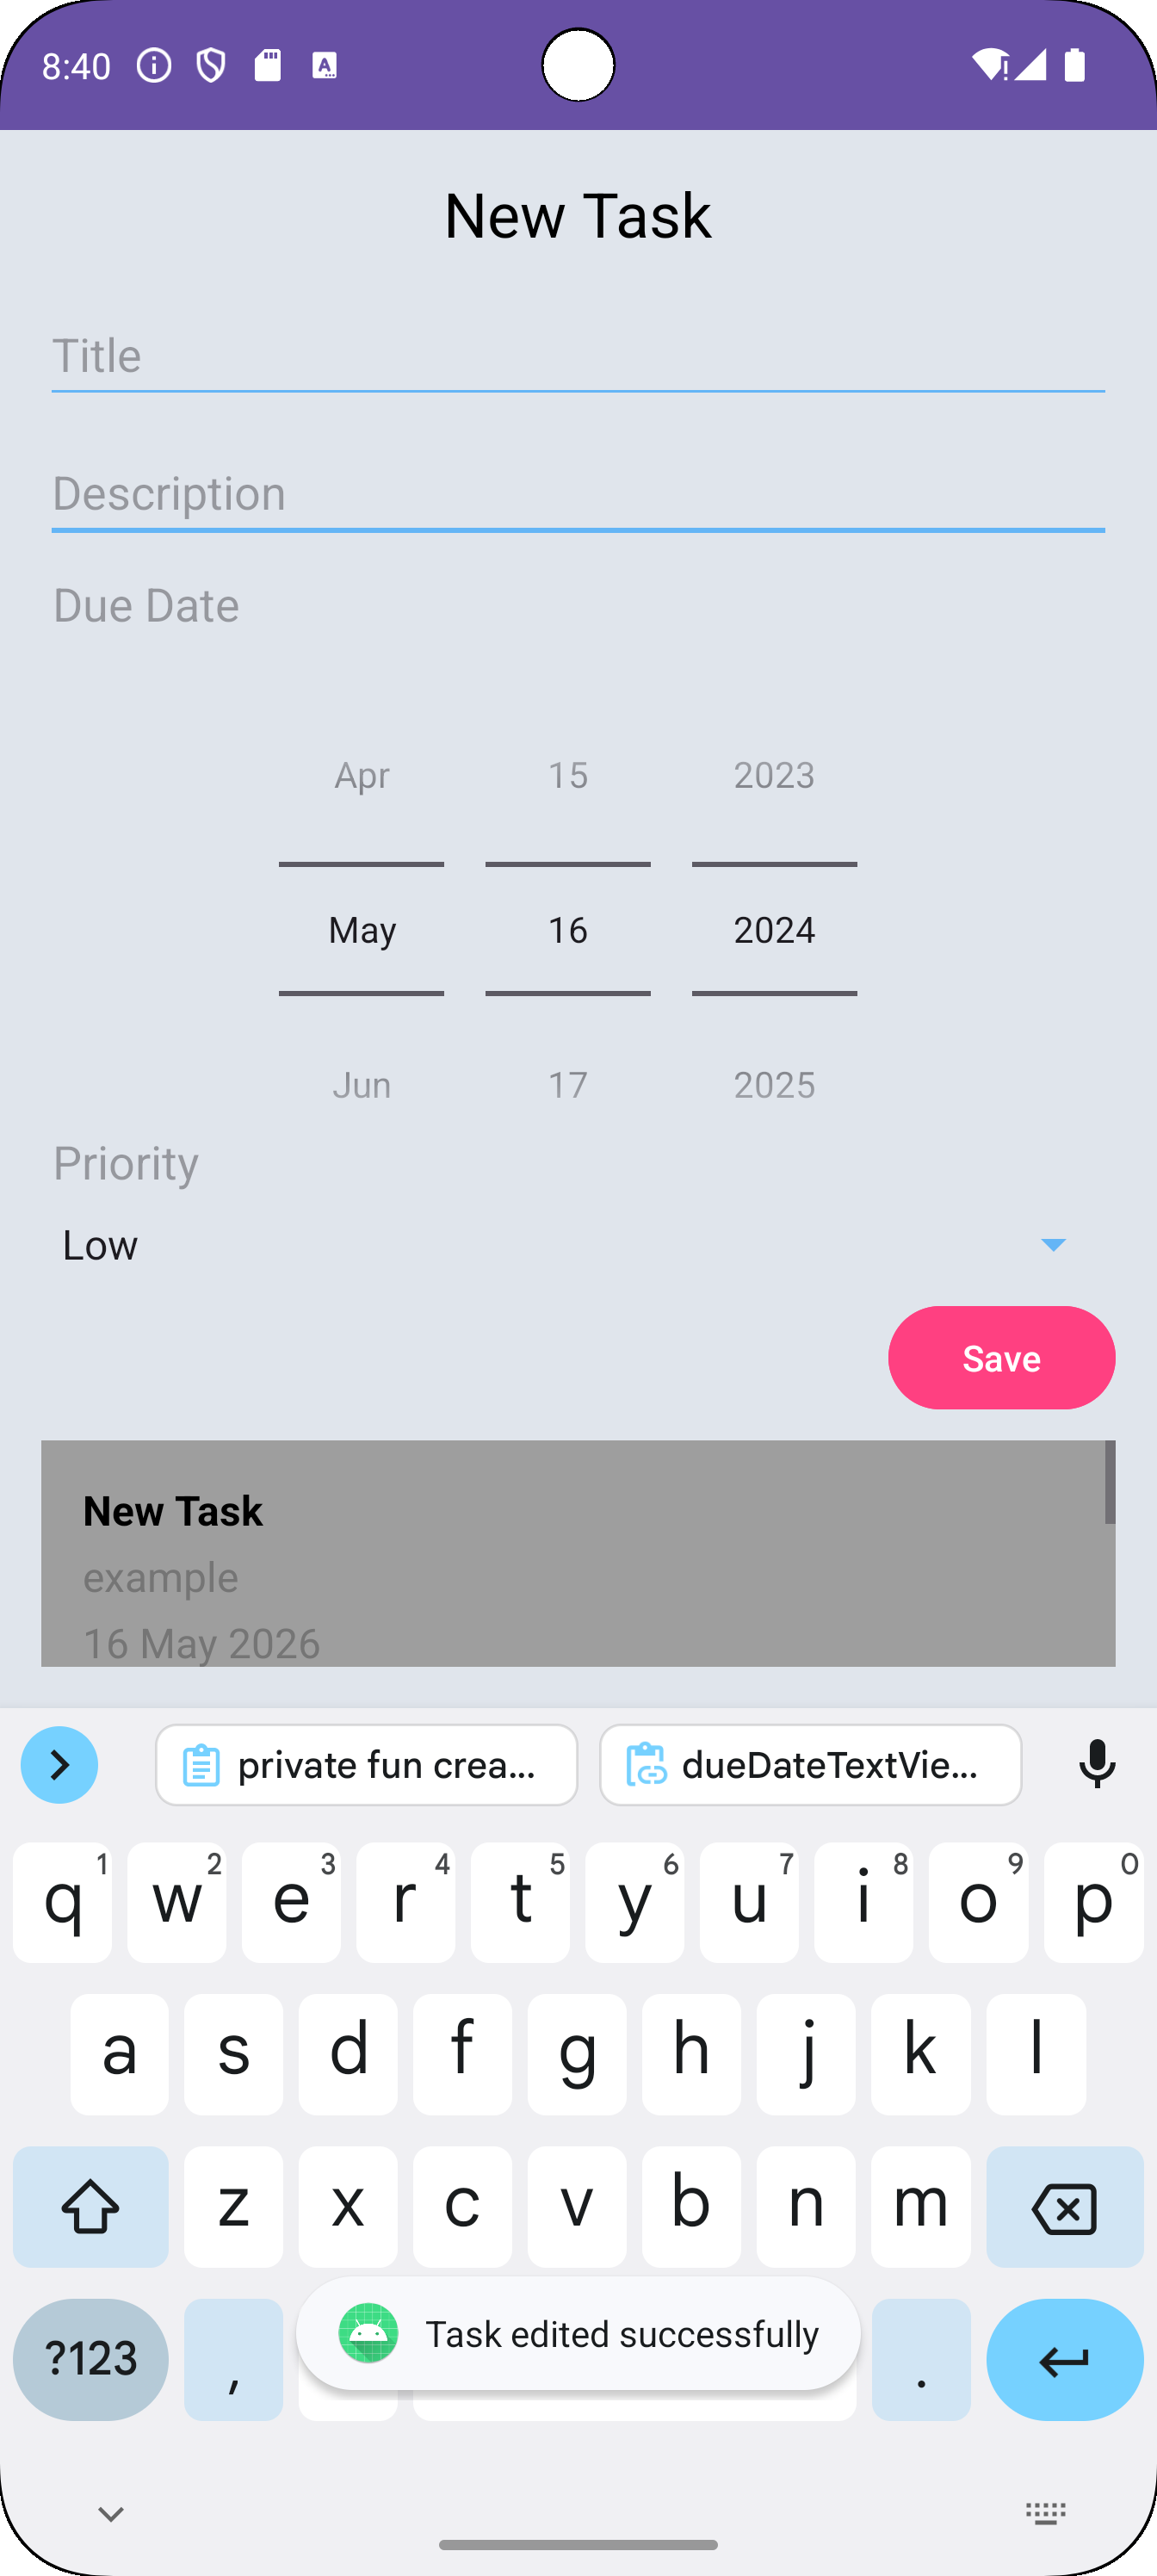 8:40
New Task
Title
Description
Due Date
Apr 15 2023
May 16 2024
Jun 17 2025
Priority
Low
Save
New Task
example
16 May 2026
private fun crea...
dueDateTextVie...
q1 w2 e3 r4 t5 y6 u7 i8 o9 p0
a s d f g h j k l
z x c v b n m
?123 , .
Task edited successfully